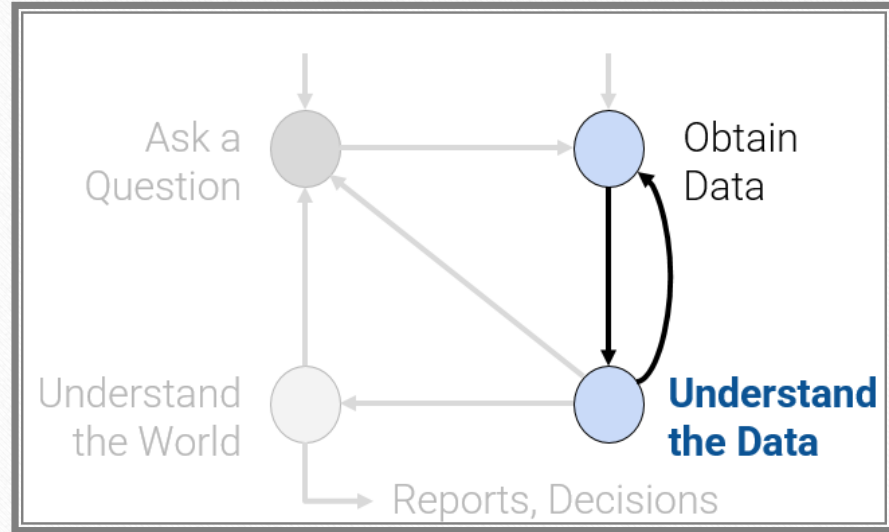 Ask a
Question
Obtain
Data
Understand
the World
Understand
the Data
Reports, Decisions